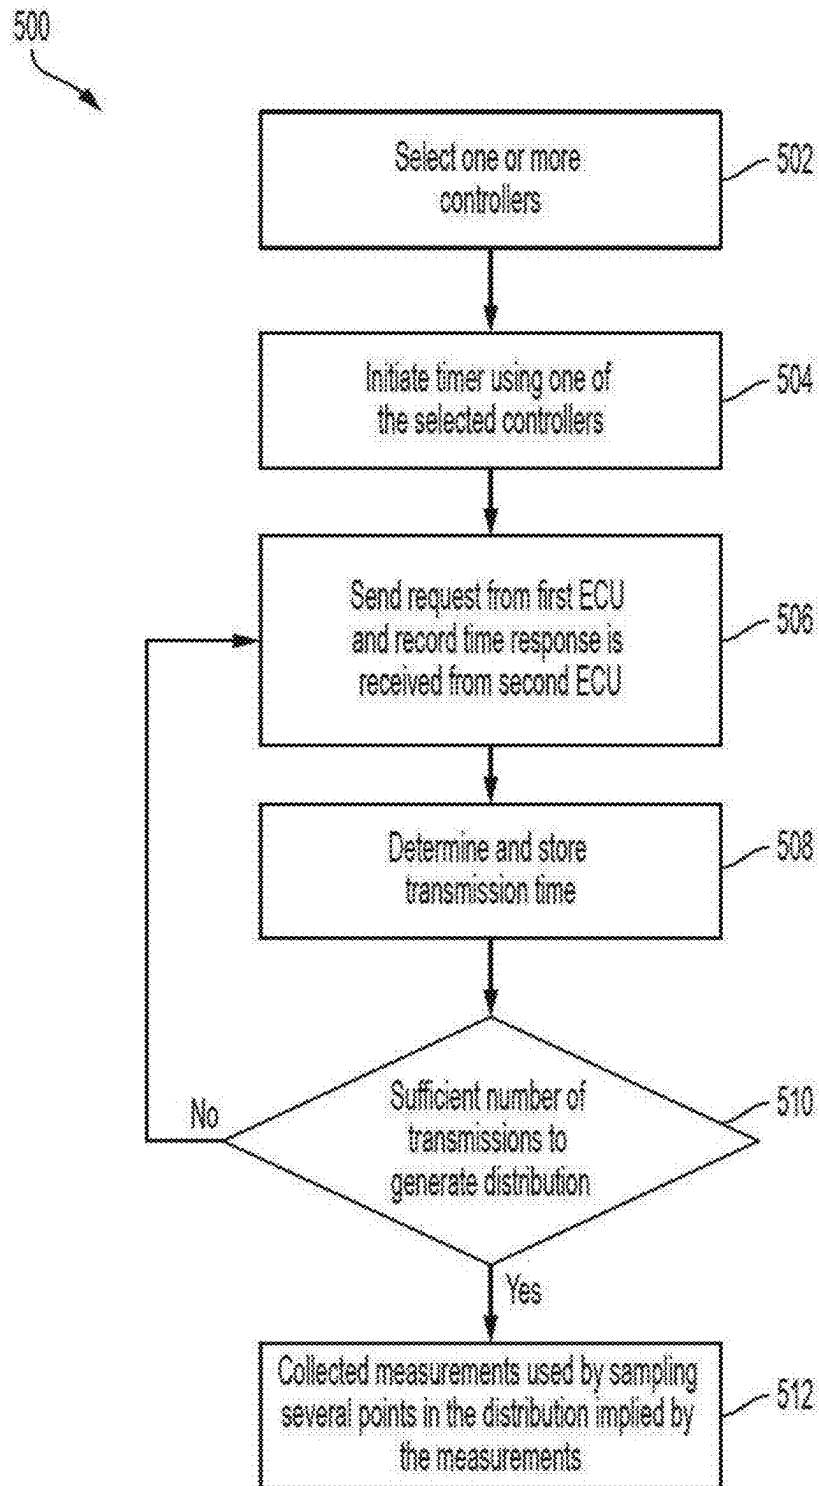 500
Select one or more
controllers
502
Initiate timer using one of
the selected controllers
504
Send request from first ECU
and record time response is
received from second ECU
506
Determine and store
transmission time
508
Sufficient number of
transmissions to
generate distribution
510
No
Yes
Collected measurements used by sampling
several points in the distribution implied by
the measurements
512